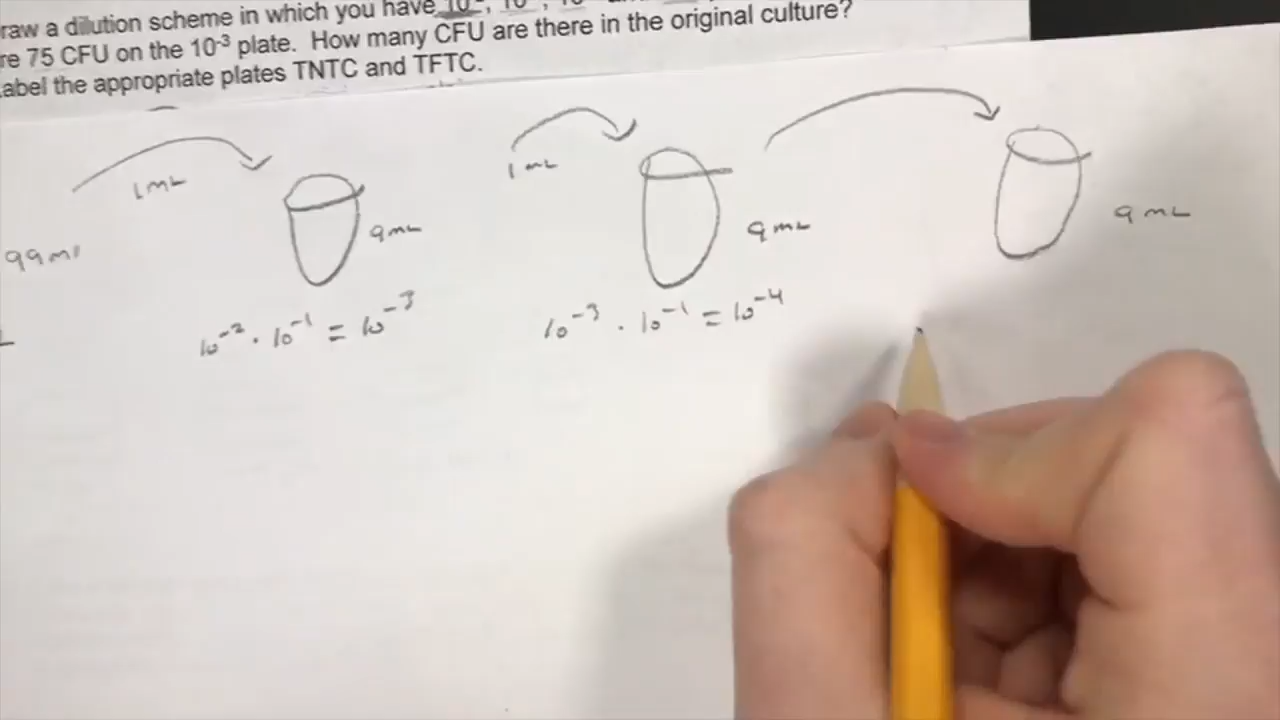 raw a dilution scheme in which you have
re 75 CFU on the 10⁻³ plate. How many CFU are there in the original culture?
abel the appropriate plates TNTC and TFTC.
1mL
1mL
99ml
9mL
9mL
9mL
L
10⁻² · 10⁻¹ = 10⁻³
10⁻³ · 10⁻¹ = 10⁻⁴